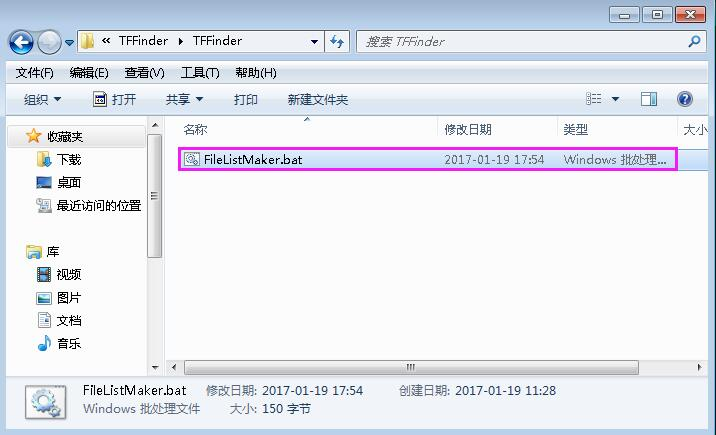 « TFFinder ▸ TFFinder 搜索 TFFinder
文件(F) 编辑(E) 查看(V) 工具(T) 帮助(H)
组织 打开 共享 打印 新建文件夹
收藏夹
下载
桌面
最近访问的位置
库
视频
图片
文档
音乐
名称 修改日期 类型 大小
FileListMaker.bat 2017-01-19 17:54 Windows 批处理...
FileListMaker.bat 修改日期: 2017-01-19 17:54 创建日期: 2017-01-19 11:28
Windows 批处理文件 大小: 150 字节